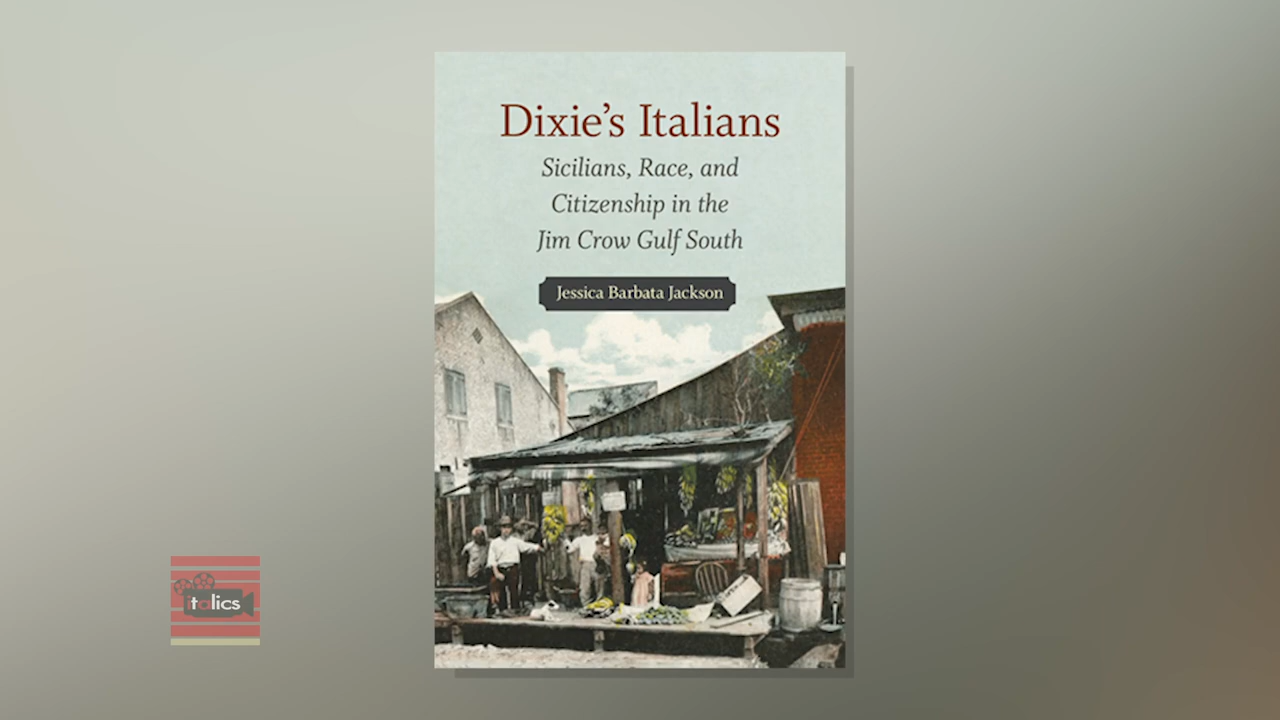 Dixie's Italians
Sicilians, Race, and
Citizenship in the
Jim Crow Gulf South
Jessica Barbata Jackson
italics